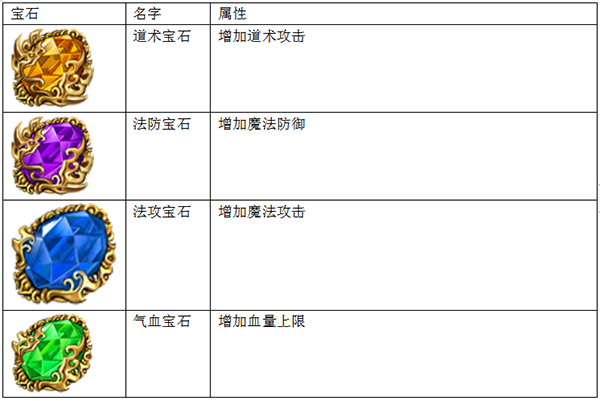 宝石 名字 属性
道术宝石 增加道术攻击
法防宝石 增加魔法防御
法攻宝石 增加魔法攻击
气血宝石 增加血量上限